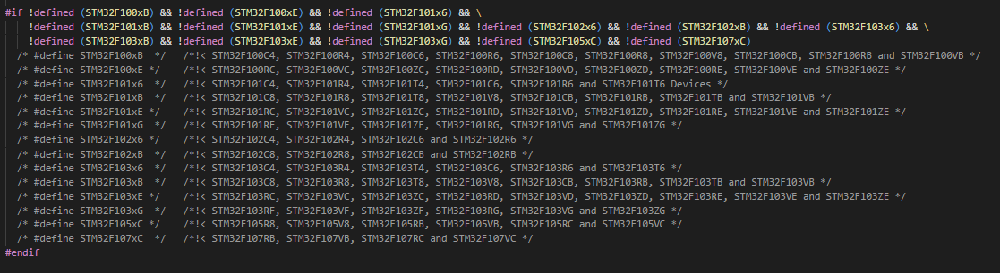 #if !defined (STM32F100xB) && !defined (STM32F100xE) && !defined (STM32F101x6) && \
    !defined (STM32F101xB) && !defined (STM32F101xE) && !defined (STM32F101xG) && !defined (STM32F102x6) && !defined (STM32F102xB) && !defined (STM32F103x6) && \
    !defined (STM32F103xB) && !defined (STM32F103xE) && !defined (STM32F103xG) && !defined (STM32F105xC) && !defined (STM32F107xC)
  /* #define STM32F100xB  */   /*!< STM32F100C4, STM32F100R4, STM32F100C6, STM32F100R6, STM32F100C8, STM32F100R8, STM32F100V8, STM32F100CB, STM32F100RB and STM32F100VB */
  /* #define STM32F100xE */    /*!< STM32F100RC, STM32F100VC, STM32F100ZC, STM32F100RD, STM32F100VD, STM32F100ZD, STM32F100RE, STM32F100VE and STM32F100ZE */
  /* #define STM32F101x6  */   /*!< STM32F101C4, STM32F101R4, STM32F101T4, STM32F101C6, STM32F101R6 and STM32F101T6 Devices */
  /* #define STM32F101xB  */   /*!< STM32F101C8, STM32F101R8, STM32F101T8, STM32F101V8, STM32F101CB, STM32F101RB, STM32F101TB and STM32F101VB */
  /* #define STM32F101xE */    /*!< STM32F101RC, STM32F101VC, STM32F101ZC, STM32F101RD, STM32F101VD, STM32F101ZD, STM32F101RE, STM32F101VE and STM32F101ZE */
  /* #define STM32F101xG  */   /*!< STM32F101RF, STM32F101VF, STM32F101ZF, STM32F101RG, STM32F101VG and STM32F101ZG */
  /* #define STM32F102x6 */    /*!< STM32F102C4, STM32F102R4, STM32F102C6 and STM32F102R6 */
  /* #define STM32F102xB  */   /*!< STM32F102C8, STM32F102R8, STM32F102CB and STM32F102RB */
  /* #define STM32F103x6  */   /*!< STM32F103C4, STM32F103R4, STM32F103T4, STM32F103C6, STM32F103R6 and STM32F103T6 */
  /* #define STM32F103xB  */   /*!< STM32F103C8, STM32F103R8, STM32F103T8, STM32F103V8, STM32F103CB, STM32F103RB, STM32F103TB and STM32F103VB */
  /* #define STM32F103xE */    /*!< STM32F103RC, STM32F103VC, STM32F103ZC, STM32F103RD, STM32F103VD, STM32F103ZD, STM32F103RE, STM32F103VE and STM32F103ZE */
  /* #define STM32F103xG  */   /*!< STM32F103RF, STM32F103VF, STM32F103ZF, STM32F103RG, STM32F103VG and STM32F103ZG */
  /* #define STM32F105xC */    /*!< STM32F105R8, STM32F105V8, STM32F105RB, STM32F105VB, STM32F105RC and STM32F105VC */
  /* #define STM32F107xC  */   /*!< STM32F107RB, STM32F107VB, STM32F107RC and STM32F107VC */
#endif